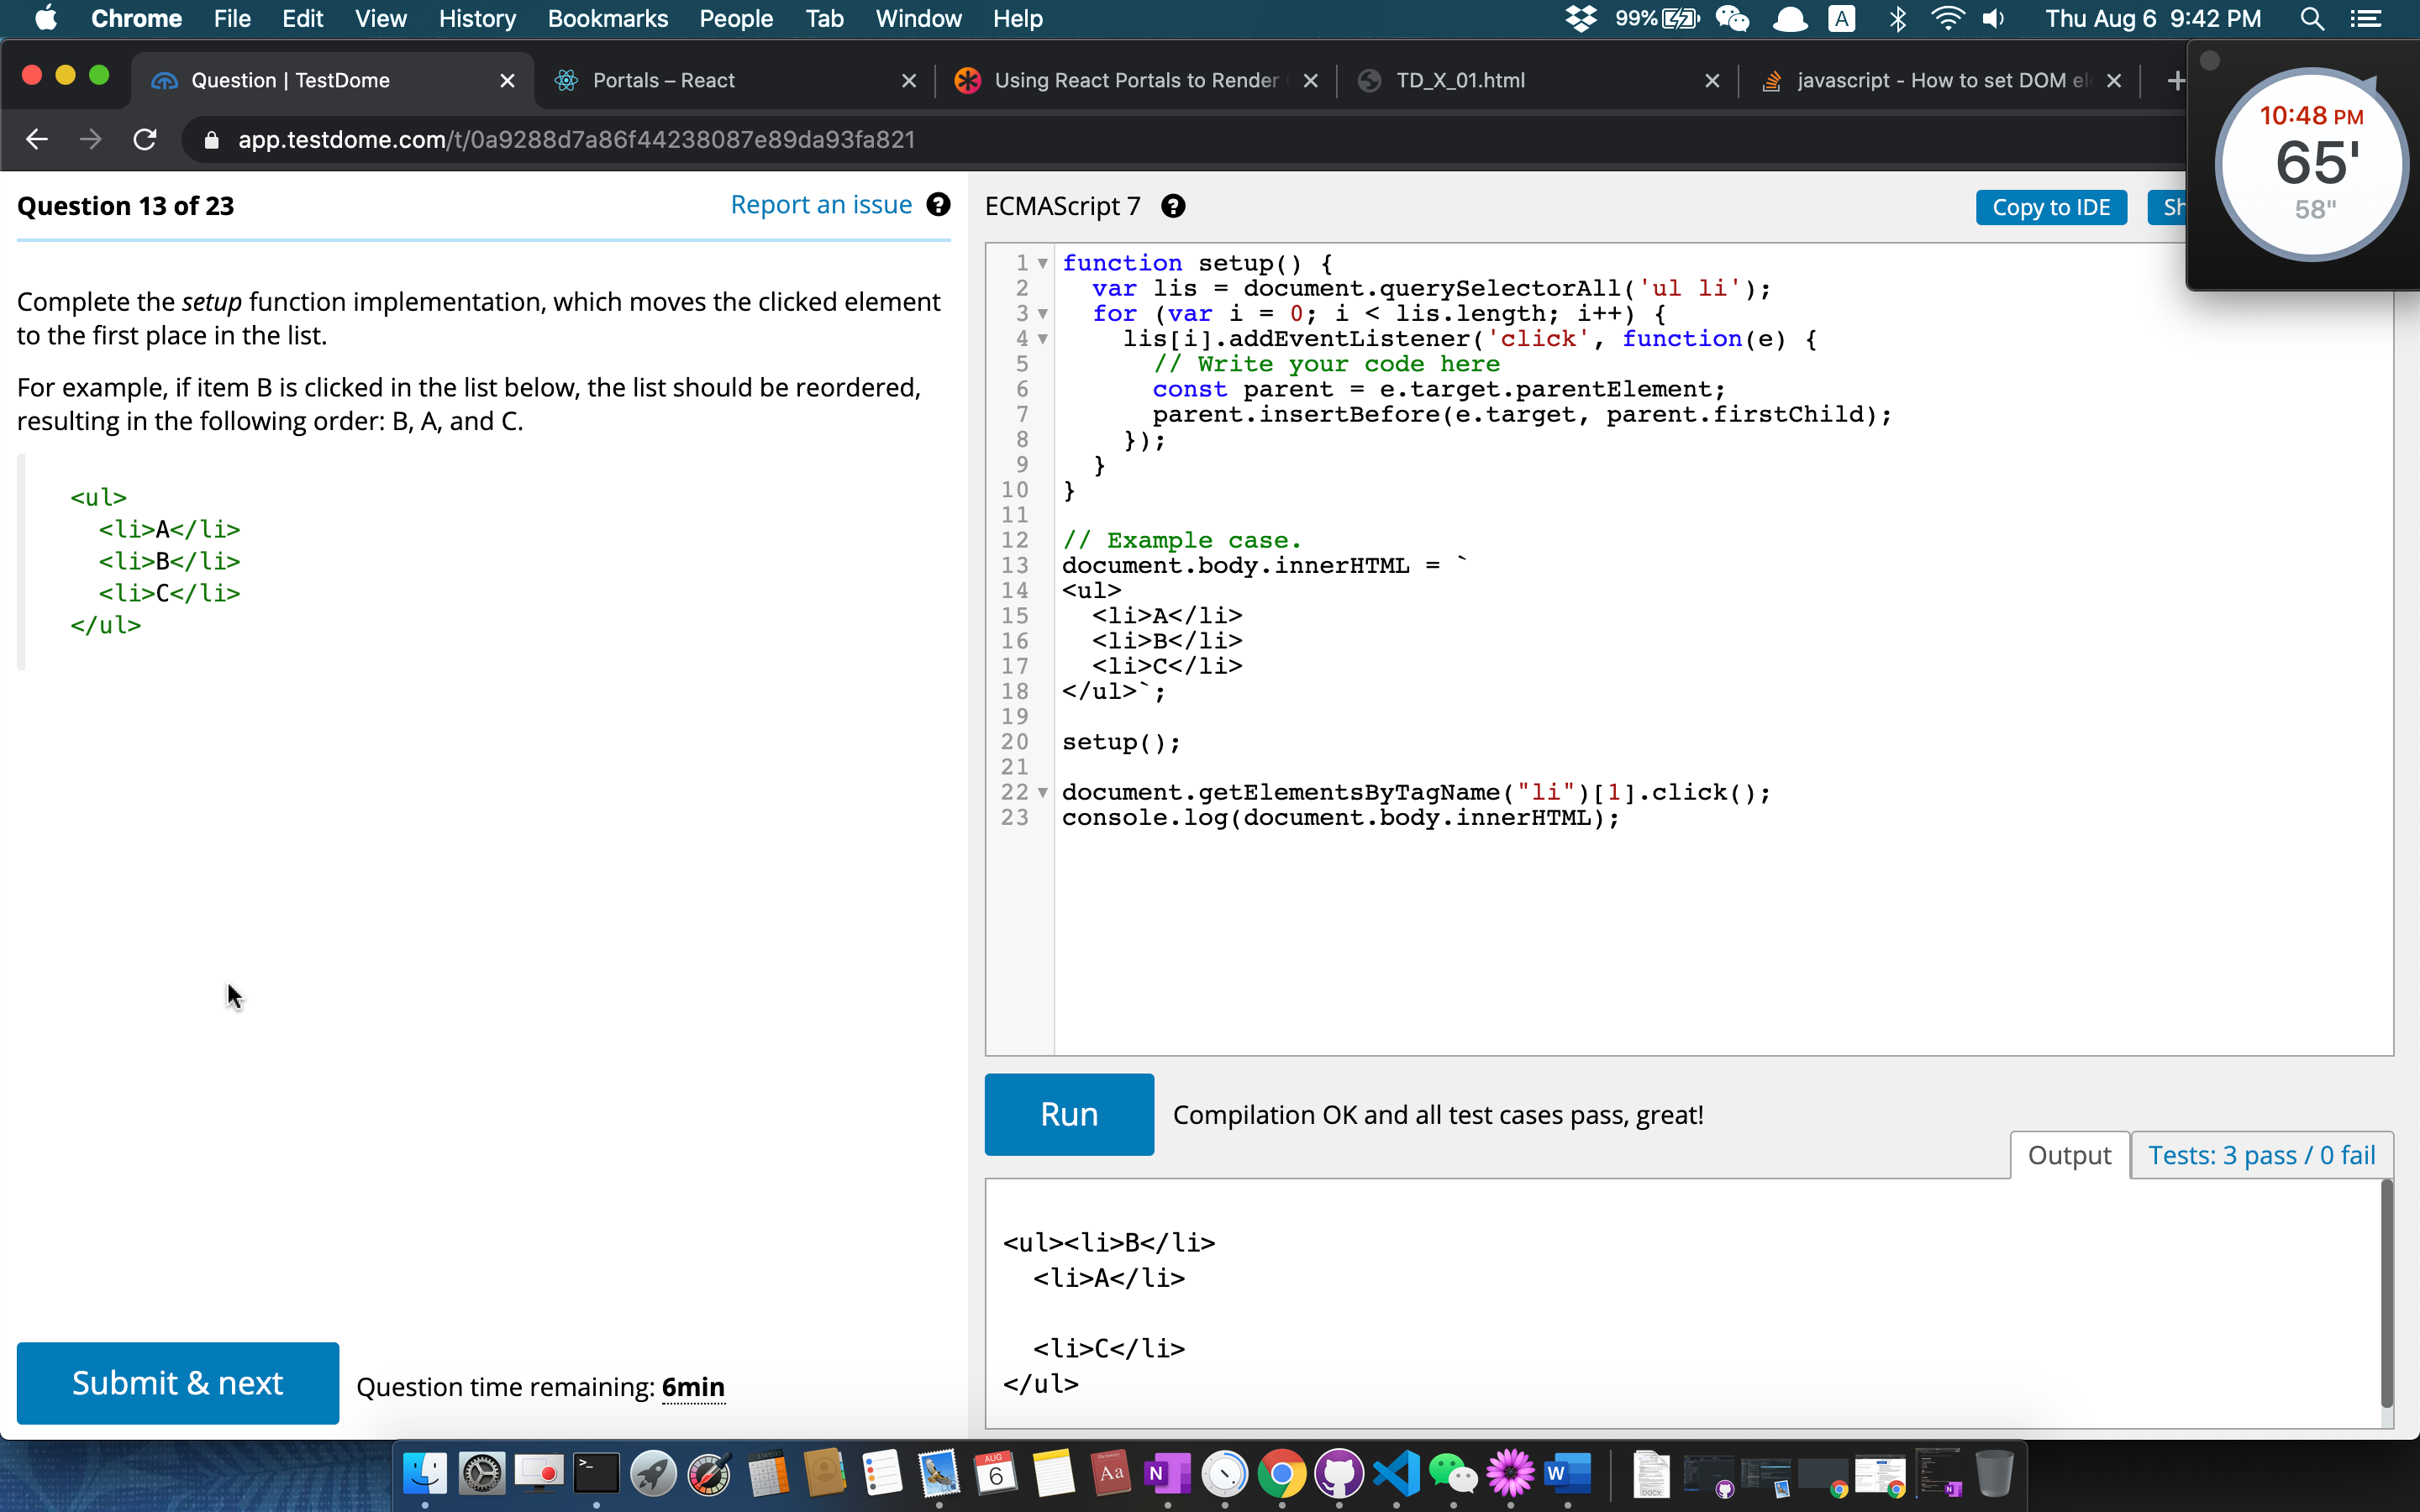 Chrome File Edit View History Bookmarks People Tab Window Help 99% A Thu Aug 6 9:42 PM
Question | TestDome Portals – React Using React Portals to Render TD_X_01.html javascript - How to set DOM el
10:48 PM
65'
58"
app.testdome.com/t/0a9288d7a86f44238087e89da93fa821
Question 13 of 23 Report an issue ?
ECMAScript 7 ? Copy to IDE Sh
Complete the setup function implementation, which moves the clicked element
to the first place in the list.
For example, if item B is clicked in the list below, the list should be reordered,
resulting in the following order: B, A, and C.
<ul>
  <li>A</li>
  <li>B</li>
  <li>C</li>
</ul>
Submit & next Question time remaining: 6min
1 function setup() {
2   var lis = document.querySelectorAll('ul li');
3   for (var i = 0; i < lis.length; i++) {
4     lis[i].addEventListener('click', function(e) {
5       // Write your code here
6       const parent = e.target.parentElement;
7       parent.insertBefore(e.target, parent.firstChild);
8     });
9   }
10 }
11
12 // Example case.
13 document.body.innerHTML = `
14 <ul>
15   <li>A</li>
16   <li>B</li>
17   <li>C</li>
18 </ul>`;
19
20 setup();
21
22 document.getElementsByTagName("li")[1].click();
23 console.log(document.body.innerHTML);
Run Compilation OK and all test cases pass, great!
Output Tests: 3 pass / 0 fail
<ul><li>B</li>
  <li>A</li>
  <li>C</li>
</ul>
AUG
6
Aa
N
W
DOCX